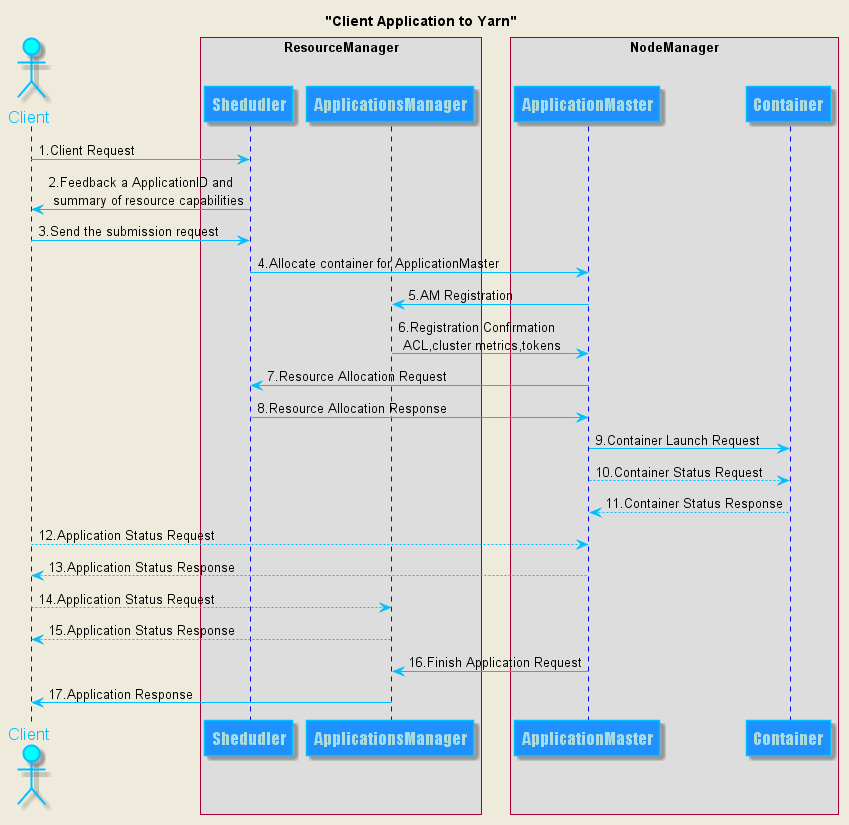 "Client Application to Yarn"
ResourceManager
NodeManager
Client
Shedudler
ApplicationsManager
ApplicationMaster
Container
1.Client Request
2.Feedback a ApplicationID and
summary of resource capabilities
3.Send the submission request
4.Allocate container for ApplicationMaster
5.AM Registration
6.Registration Confirmation
ACL,cluster metrics,tokens
7.Resource Allocation Request
8.Resource Allocation Response
9.Container Launch Request
10.Container Status Request
11.Container Status Response
12.Application Status Request
13.Application Status Response
14.Application Status Request
15.Application Status Response
16.Finish Application Request
17.Application Response
Client
Shedudler
ApplicationsManager
ApplicationMaster
Container